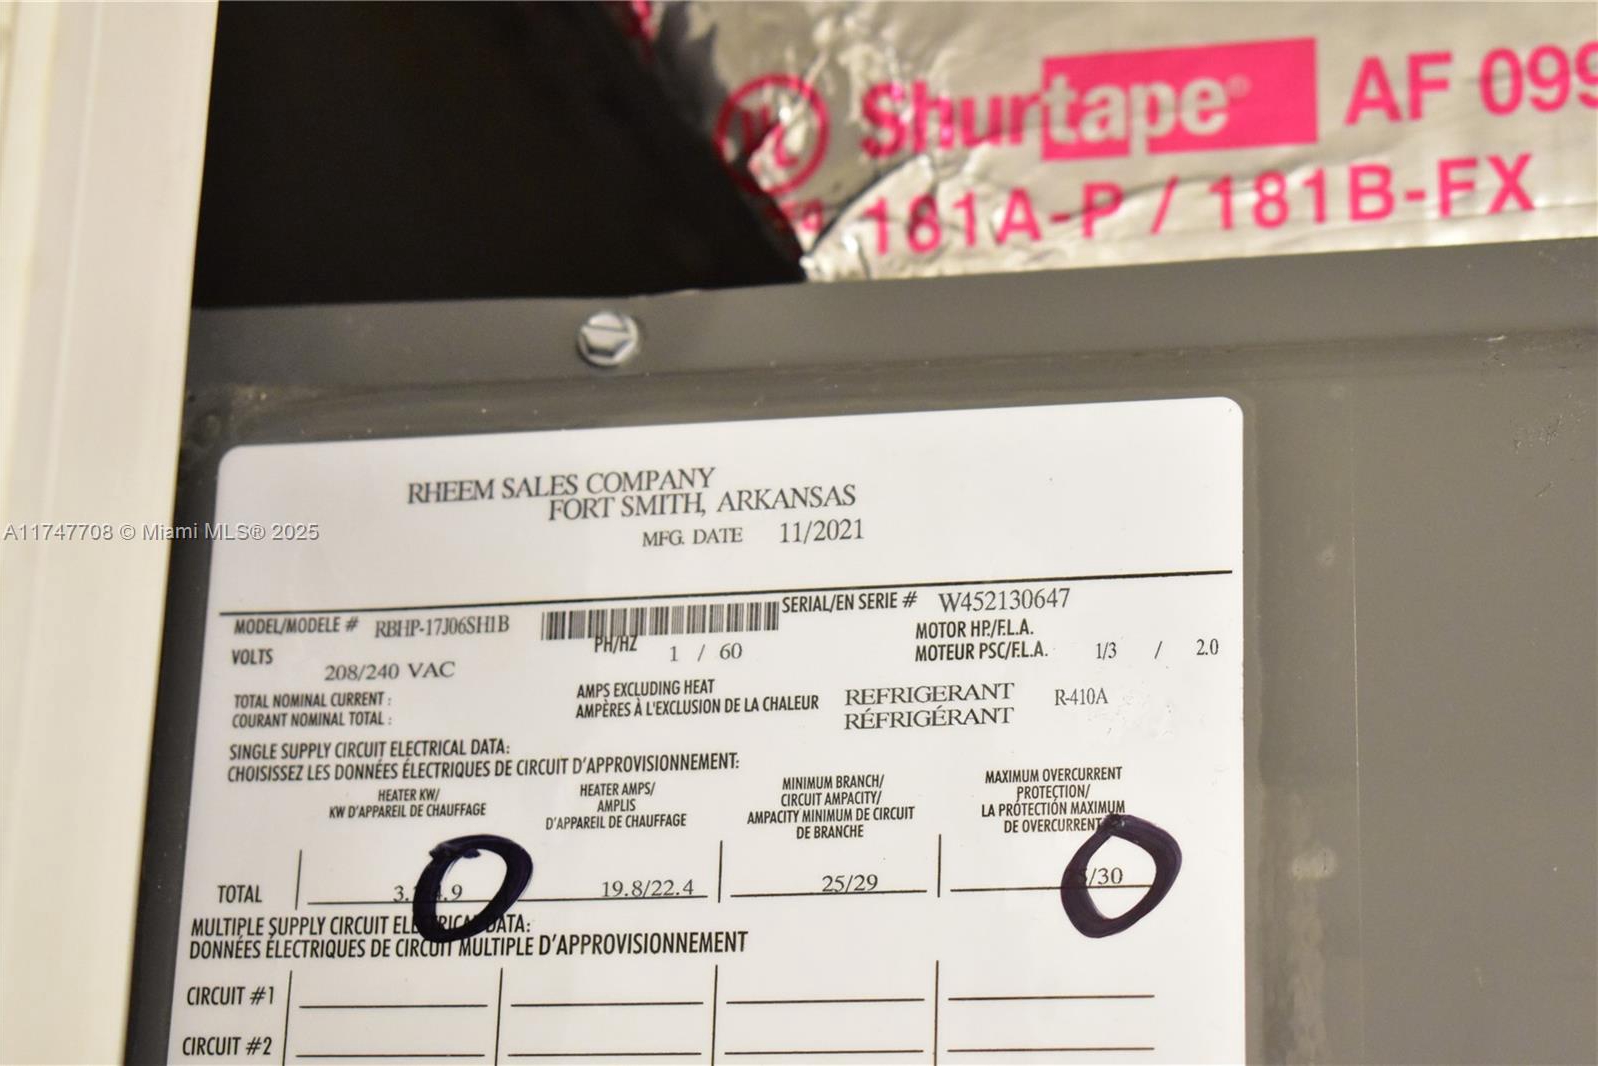 Shurtape® AF
181A-P / 181B-FX
RHEEM SALES COMPANY
FORT SMITH, ARKANSAS
MFG. DATE 11/2021
A11747708 © Miami MLS® 2025
MODEL/MODÈLE # RBHP-17J06SH1B SERIAL/EN SERIE # W452130647
VOLTS 208/240 VAC PH/HZ 1 / 60
MOTOR HP./F.L.A.
MOTEUR PSC/F.L.A. 1/3 / 2.0
TOTAL NOMINAL CURRENT :
COURANT NOMINAL TOTAL :
AMPS EXCLUDING HEAT
AMPÈRES À L'EXCLUSION DE LA CHALEUR
REFRIGERANT R-410A
RÉFRIGÉRANT
SINGLE SUPPLY CIRCUIT ELECTRICAL DATA:
CHOISISSEZ LES DONNÉES ÉLECTRIQUES DE CIRCUIT D'APPROVISIONNEMENT:
HEATER KW/
KW D'APPAREIL DE CHAUFFAGE
HEATER AMPS/
AMPLIS
D'APPAREIL DE CHAUFFAGE
MINIMUM BRANCH/
CIRCUIT AMPACITY/
AMPACITY MINIMUM DE CIRCUIT
DE BRANCHE
MAXIMUM OVERCURRENT
PROTECTION/
LA PROTECTION MAXIMUM
DE OVERCURRENT
TOTAL 19.8/22.4 25/29 /30
MULTIPLE SUPPLY CIRCUIT ELECTRICAL DATA:
DONNÉES ÉLECTRIQUES DE CIRCUIT MULTIPLE D'APPROVISIONNEMENT
CIRCUIT #1
CIRCUIT #2